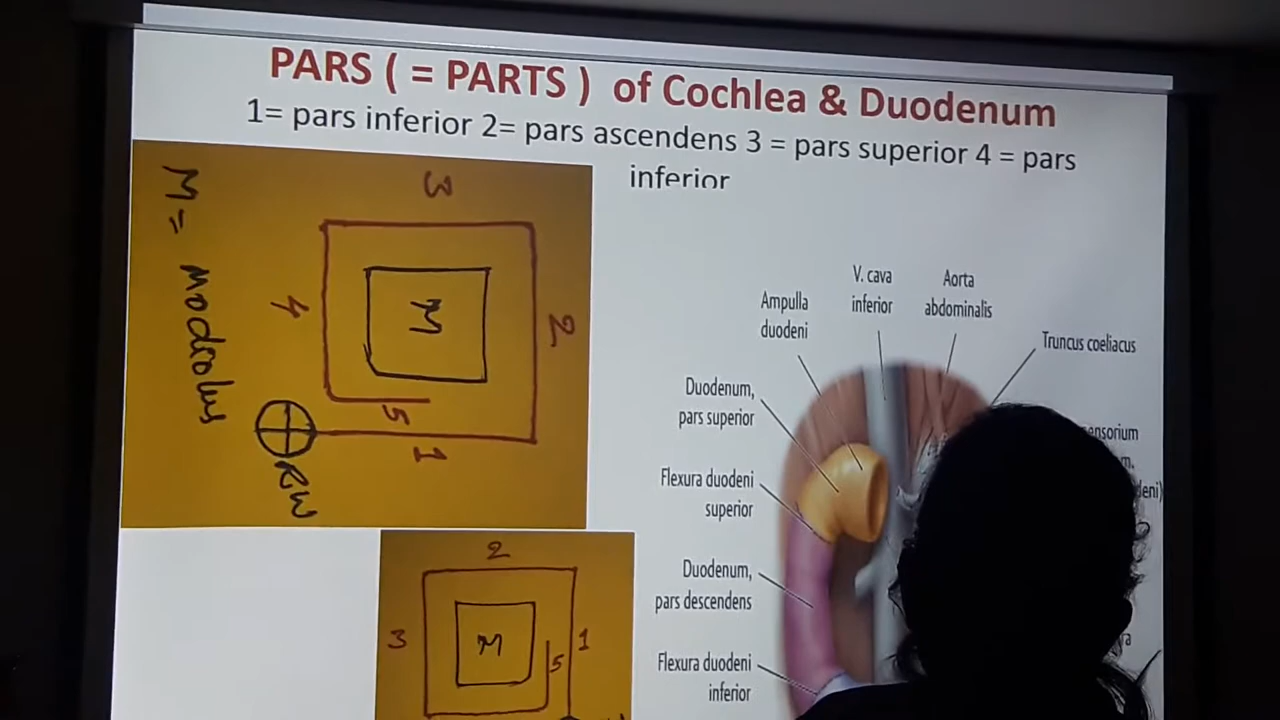 PARS ( = PARTS ) of Cochlea & Duodenum
1= pars inferior 2= pars ascendens 3 = pars superior 4 = pars
inferior
M = modiolus
3
2
4
M
5
1
RW
2
3
M
1
5
V. cava
inferior
Aorta
abdominalis
Ampulla
duodeni
Truncus coeliacus
Duodenum,
pars superior
Flexura duodeni
superior
Duodenum,
pars descendens
Flexura duodeni
inferior